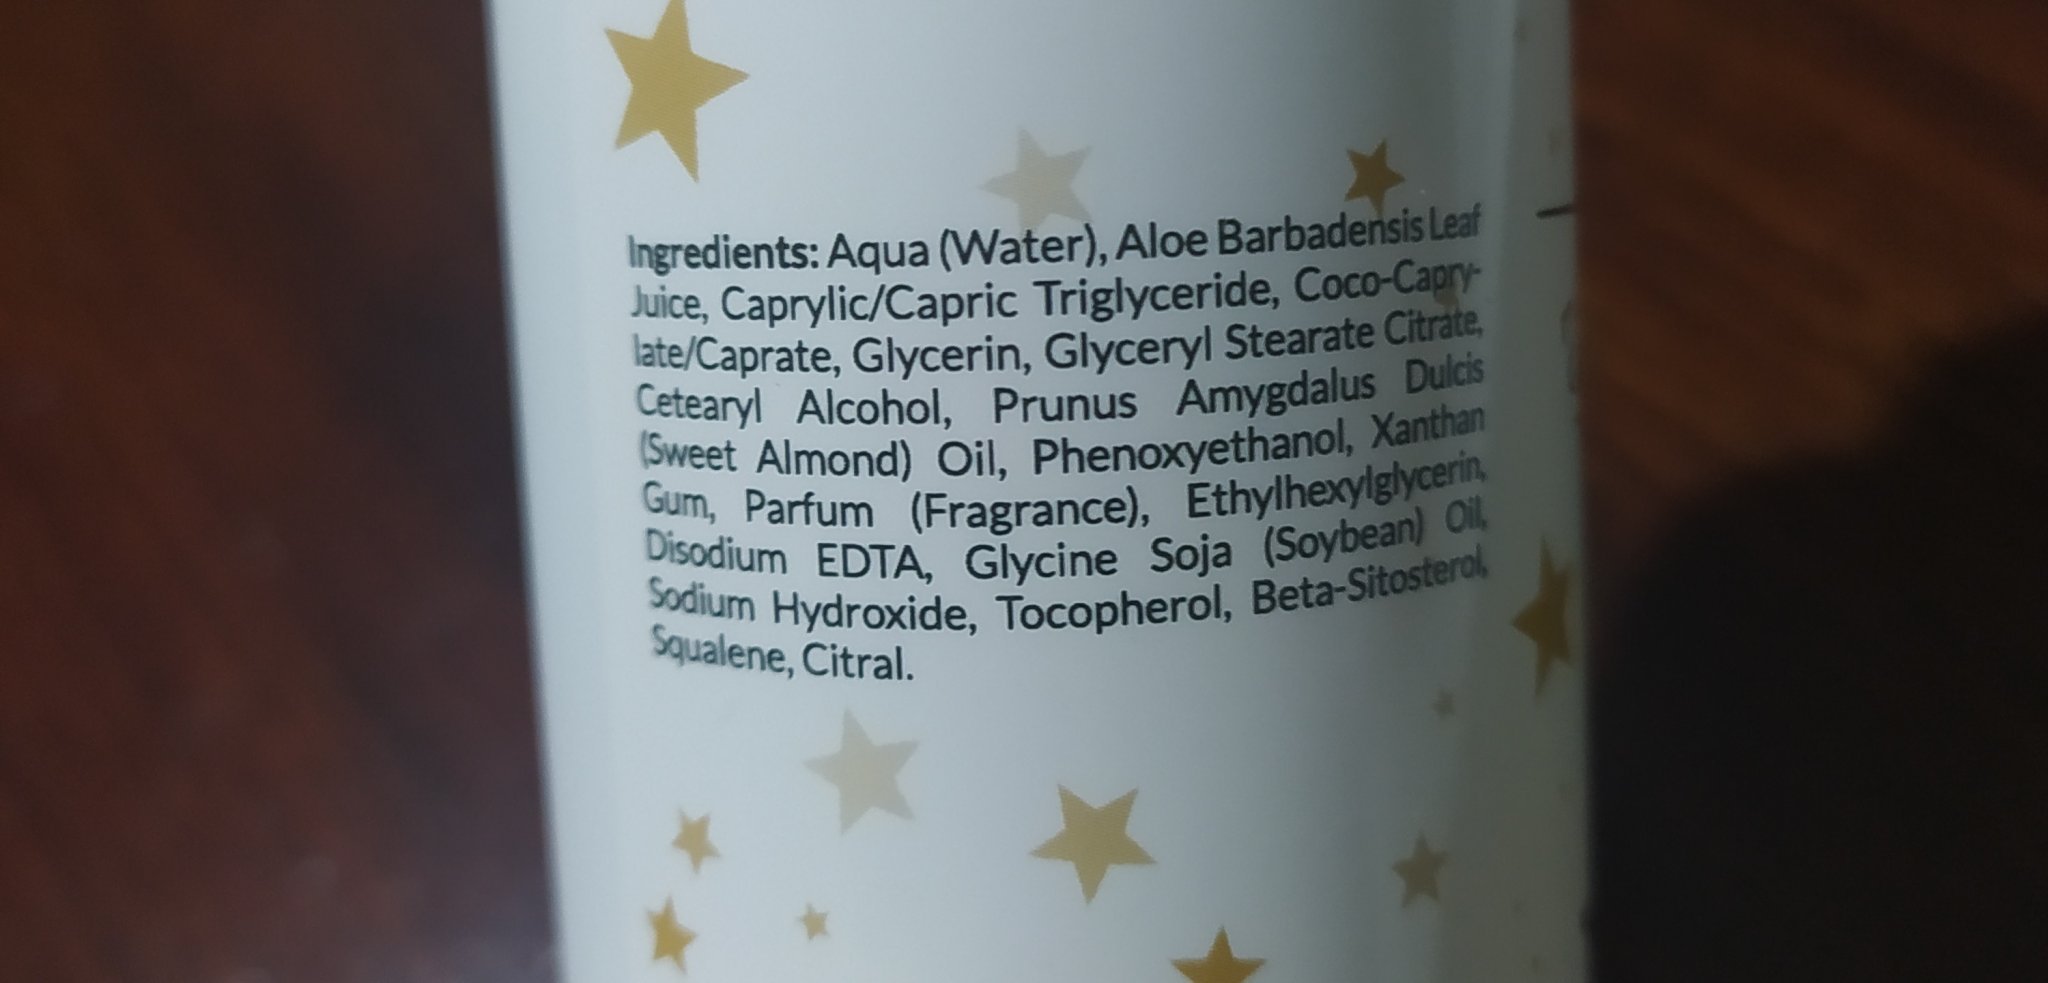 Ingredients: Aqua (Water), Aloe Barbadensis Leaf
Juice, Caprylic/Capric Triglyceride, Coco-Capry-
late/Caprate, Glycerin, Glyceryl Stearate Citrate,
Cetearyl Alcohol, Prunus Amygdalus Dulcis
(Sweet Almond) Oil, Phenoxyethanol, Xanthan
Gum, Parfum (Fragrance), Ethylhexylglycerin,
Disodium EDTA, Glycine Soja (Soybean) Oil,
Sodium Hydroxide, Tocopherol, Beta-Sitosterol,
Squalene, Citral.